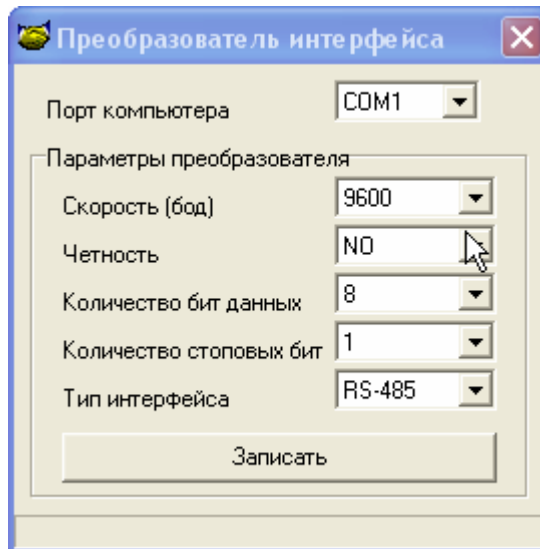 Преобразователь интерфейса
Порт компьютера COM1
Параметры преобразователя
Скорость (бод) 9600
Четность NO
Количество бит данных 8
Количество стоповых бит 1
Тип интерфейса RS-485
Записать